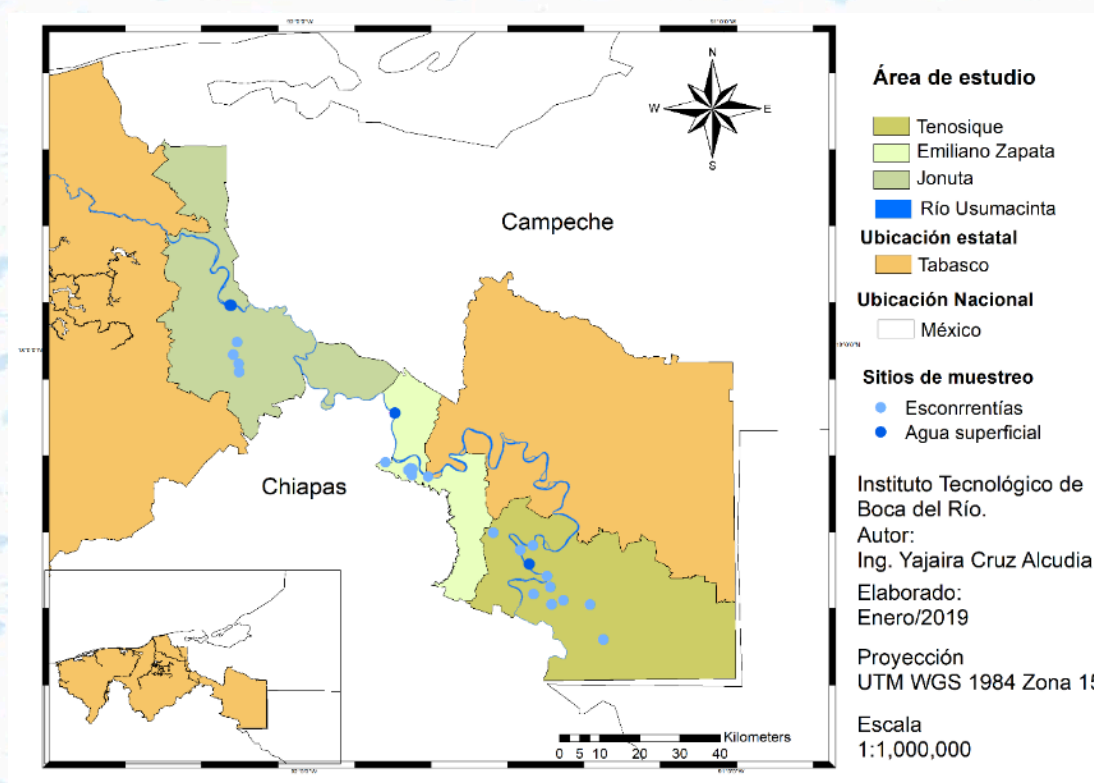 N
W
E
S
Campeche
Chiapas
Kilometers
0 5 10 20 30 40
Área de estudio
Tenosique
Emiliano Zapata
Jonuta
Río Usumacinta
Ubicación estatal
Tabasco
Ubicación Nacional
México
Sitios de muestreo
Esconrrentías
Agua superficial
Instituto Tecnológico de
Boca del Río.
Autor:
Ing. Yajaira Cruz Alcudia
Elaborado:
Enero/2019
Proyección
UTM WGS 1984 Zona 15
Escala
1:1,000,000